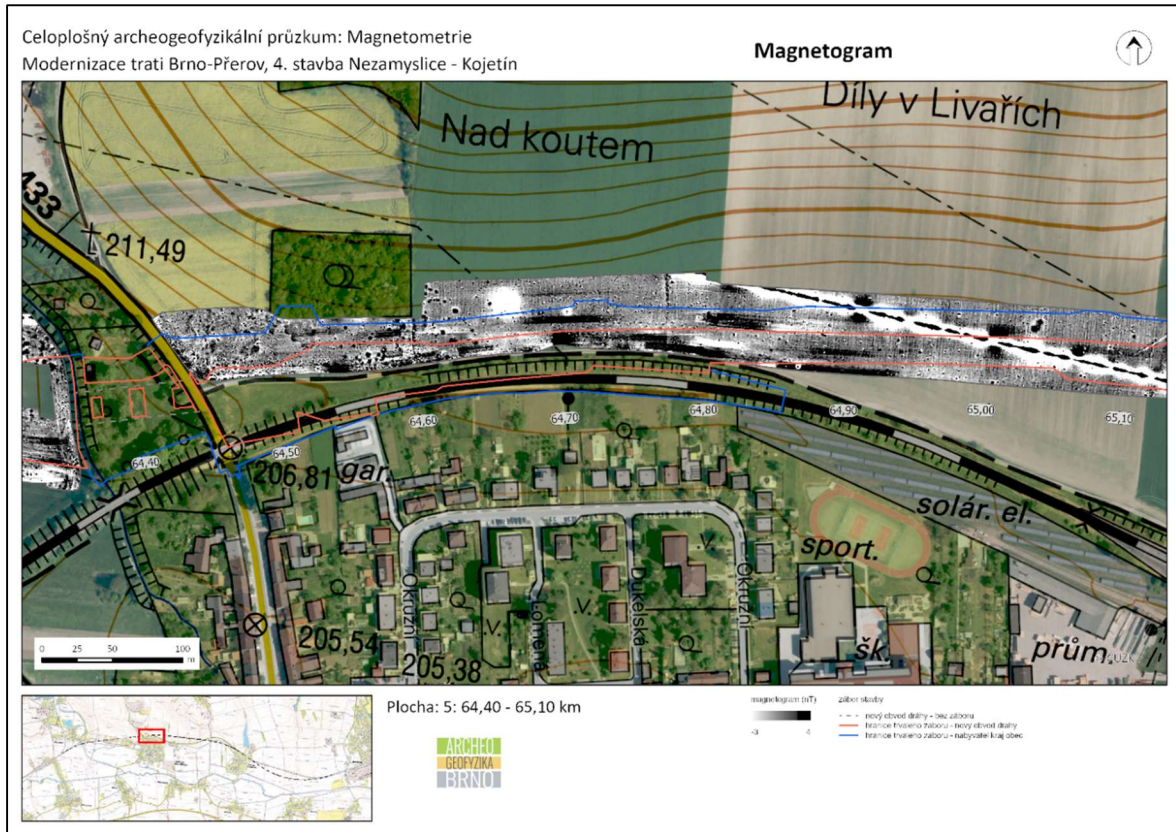 Celoplošný archeogeofyzikální průzkum: Magnetometrie
Modernizace trati Brno-Přerov, 4. stavba Nezamyslice - Kojetín
Magnetogram
Nad koutem
Díly v Livařích
433
211,49
64,40
64,50
64,60
64,70
64,80
64,90
65,00
65,10
206,81
gar.
solár. el.
sport.
Okružní
Dukelská
Okružní
.V.
.V.
205,54
205,38
šk.
prům.
0 25 50 100
m
Plocha: 5: 64,40 - 65,10 km
ARCHEO
GEOFYZIKA
BRNO
magnetogram (nT)
-3 4
zábor stavby
nový obvod dráhy - bez záboru
hranice trvalého záboru - nový obvod dráhy
hranice trvalého záboru - nabyvatel kraj obec